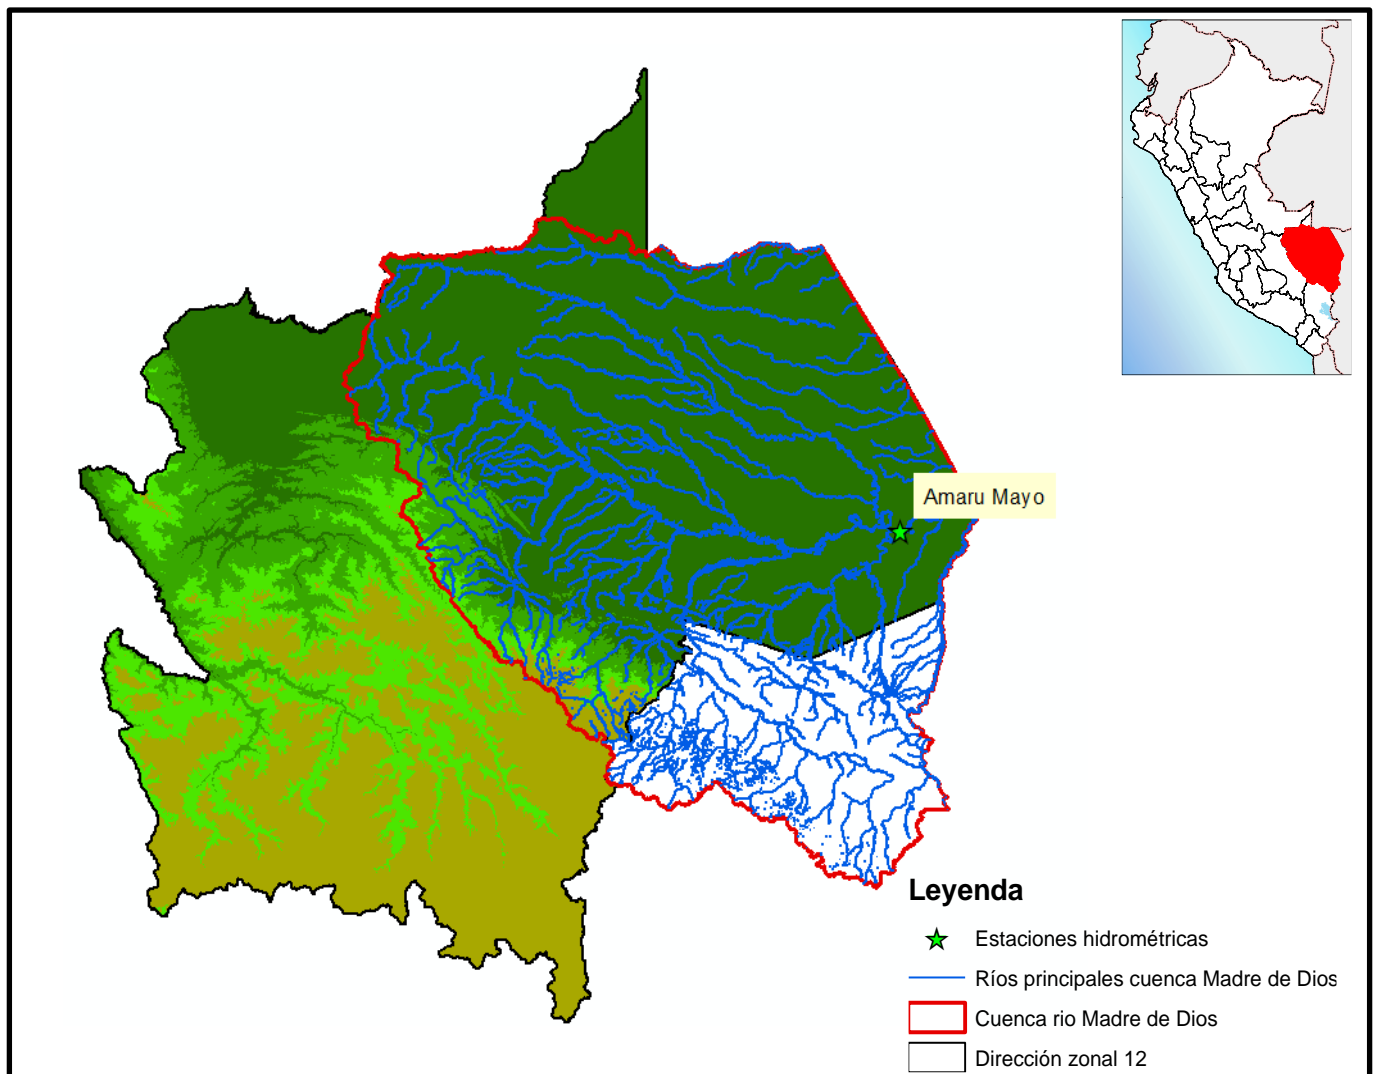 Amaru Mayo
Leyenda
Estaciones hidrométricas
Ríos principales cuenca Madre de Dios
Cuenca rio Madre de Dios
Dirección zonal 12